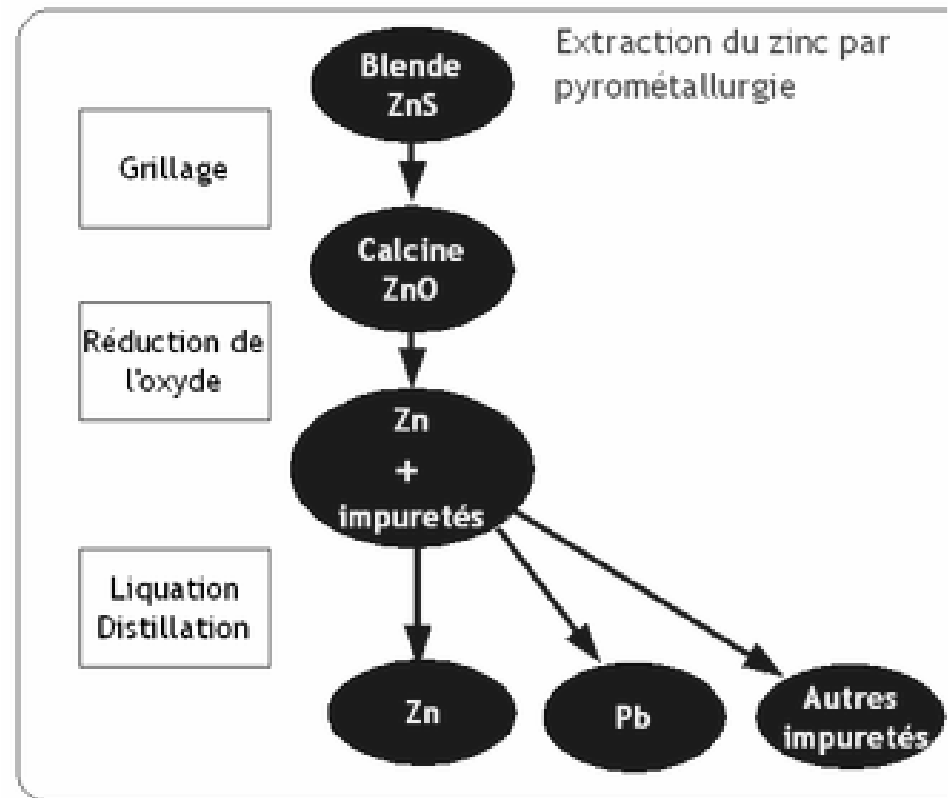 Extraction du zinc par
pyrométallurgie
Blende
ZnS
Grillage
Calcine
ZnO
Réduction de
l'oxyde
Zn
+
impuretés
Liquation
Distillation
Zn
Pb
Autres
impuretés